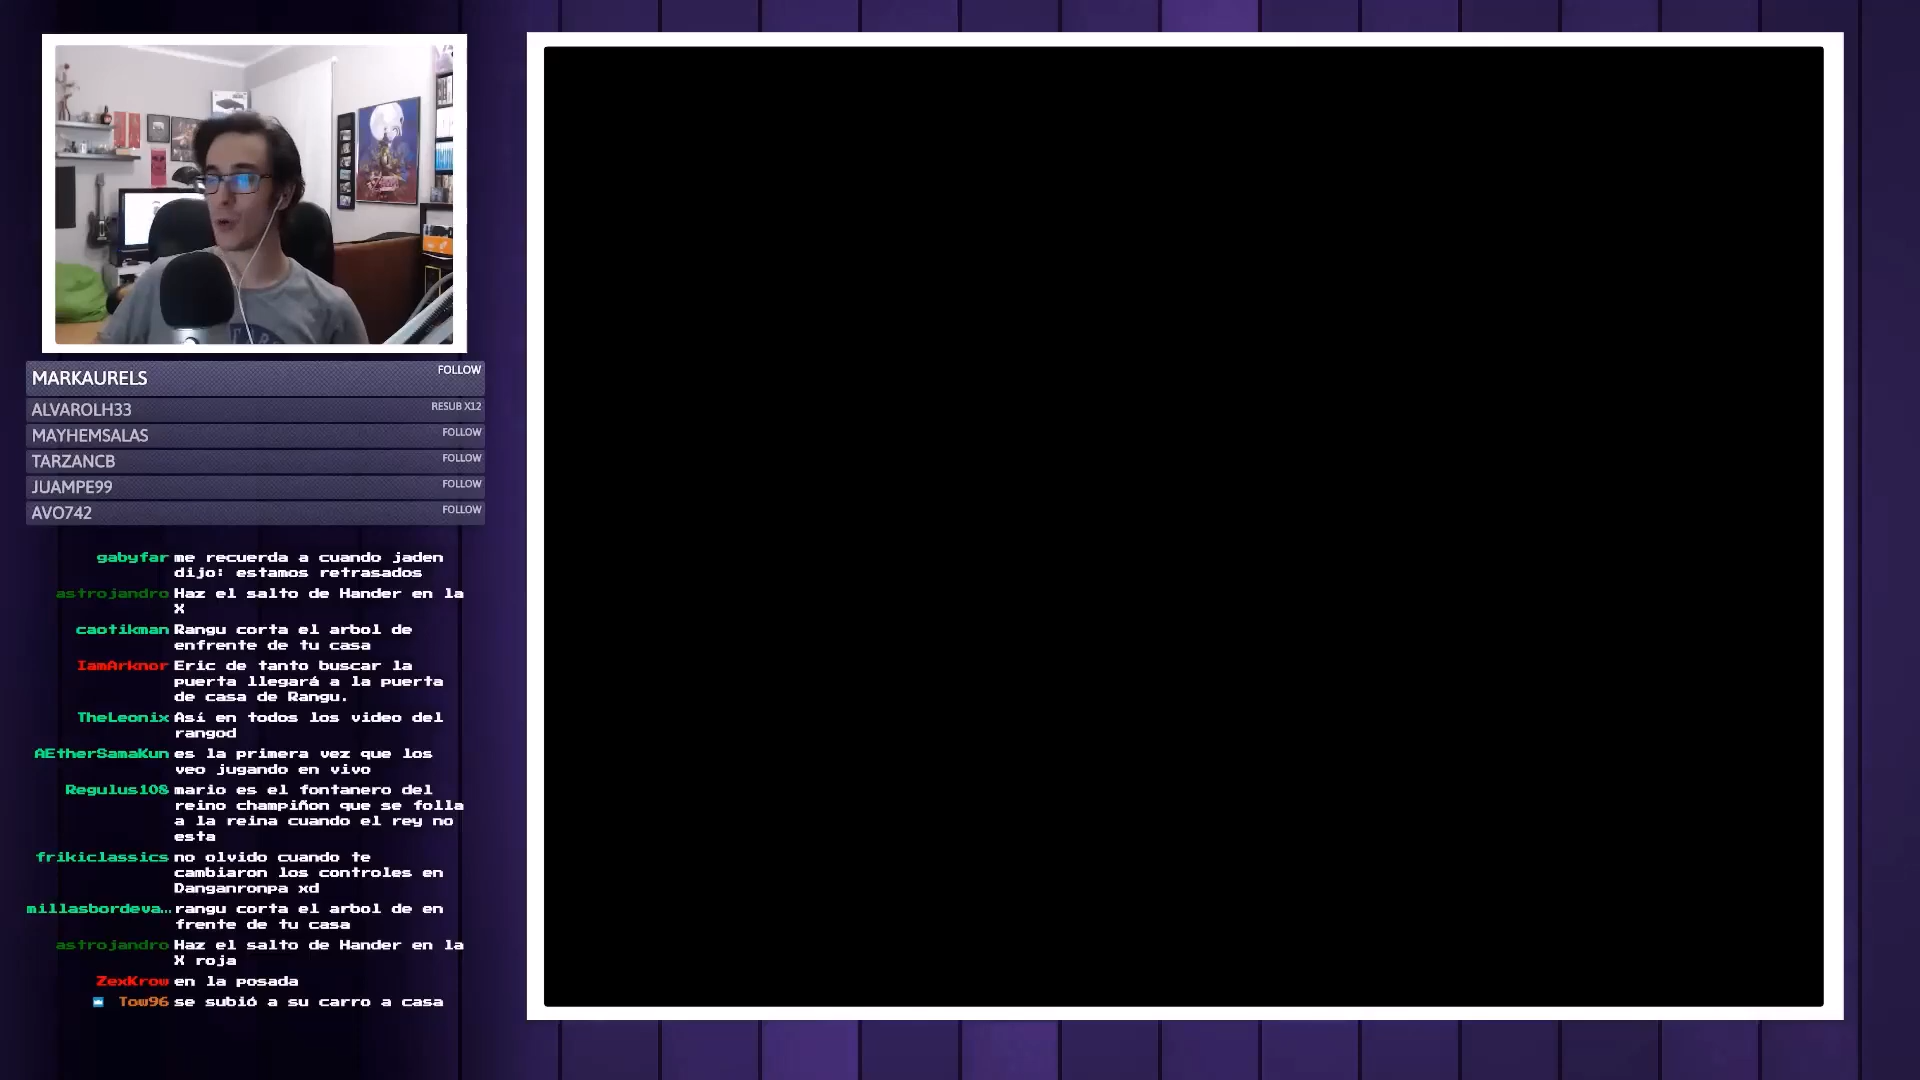 MARKAURELS FOLLOW
ALVAROLH33 RESUB X12
MAYHEMSALAS FOLLOW
TARZANCB FOLLOW
JUAMPE99 FOLLOW
AVO742 FOLLOW
gabyfar me recuerda a cuando jaden
dijo: estamos retrasados
astrojandro Haz el salto de Hander en la
X
caotikman Rangu corta el arbol de
enfrente de tu casa
IamArknor Eric de tanto buscar la
puerta llegará a la puerta
de casa de Rangu.
TheLeonix Así en todos los video del
rangod
AEtherSamaKun es la primera vez que los
veo jugando en vivo
Regulus108 mario es el fontanero del
reino champiñon que se folla
a la reina cuando el rey no
esta
frikiclassics no olvido cuando te
cambiaron los controles en
Danganronpa xd
millasbordeva... rangu corta el arbol de en
frente de tu casa
astrojandro Haz el salto de Hander en la
X roja
ZexKrow en la posada
Tow96 se subió a su carro a casa